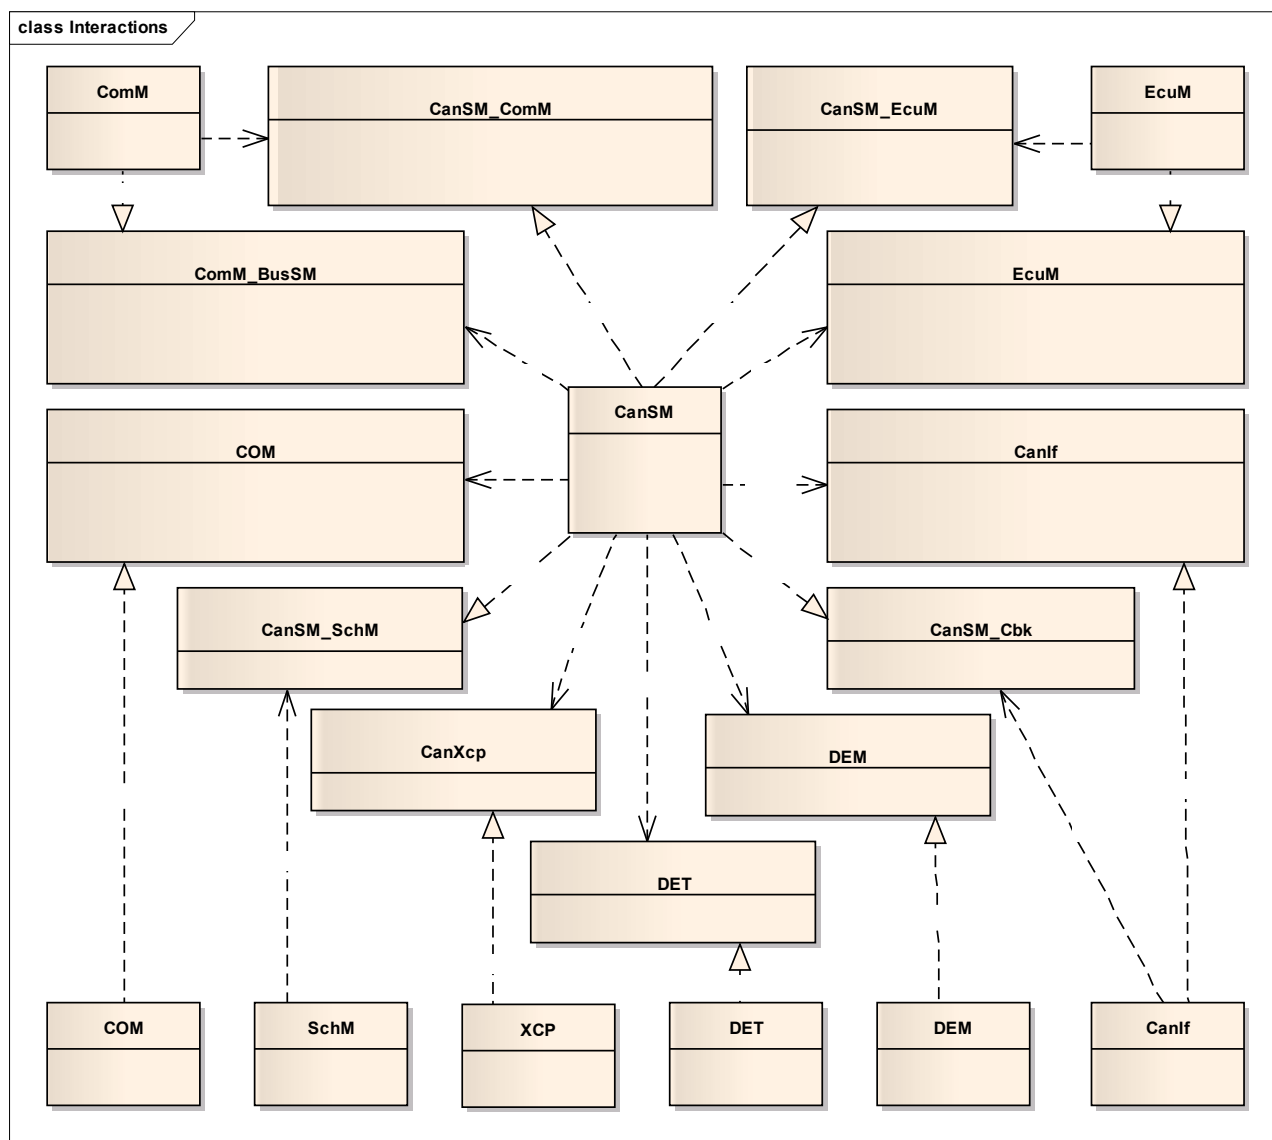 class Interactions
ComM
CanSM_ComM
CanSM_EcuM
EcuM
ComM_BusSM
EcuM
CanSM
COM
CanIf
CanSM_SchM
CanSM_Cbk
CanXcp
DEM
DET
COM
SchM
XCP
DET
DEM
CanIf